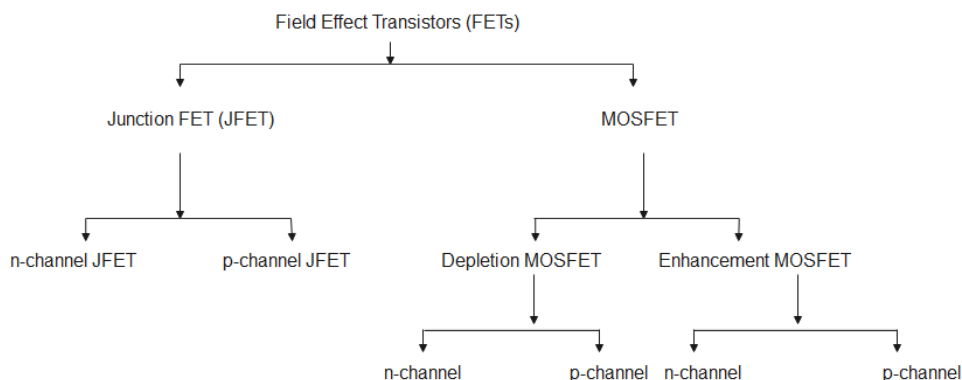 Field Effect Transistors (FETs)
Junction FET (JFET) MOSFET
n-channel JFET p-channel JFET Depletion MOSFET Enhancement MOSFET
n-channel p-channel n-channel p-channel